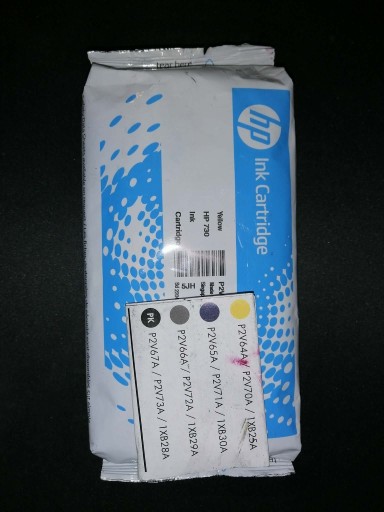 tear here
hp
Ink Cartridge
Yellow
HP 730
Ink
Cartridge
P2V64A / P2V70A / 1XB25A
P2V65A / P2V71A / 1XB30A
P2V66A / P2V72A / 1XB29A
PK P2V67A / P2V73A / 1XB28A